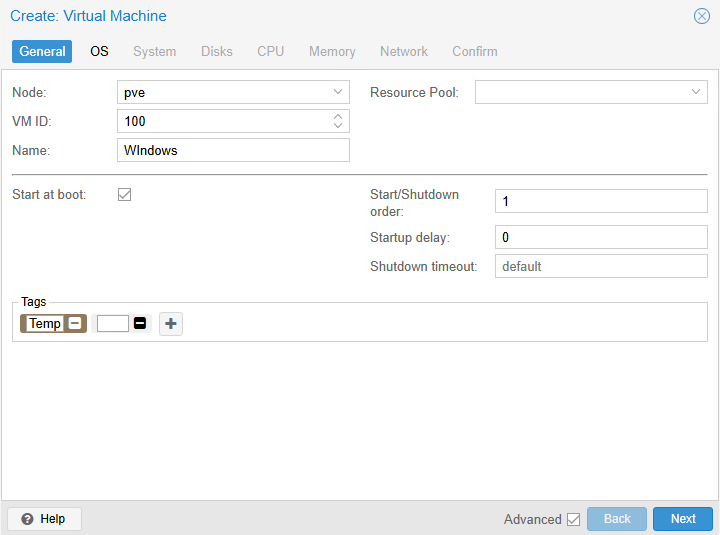 Create: Virtual Machine
General OS System Disks CPU Memory Network Confirm
Node: pve Resource Pool:
VM ID: 100
Name: WIndows
Start at boot: Start/Shutdown order: 1
Startup delay: 0
Shutdown timeout: default
Tags
Temp
Help Advanced Back Next